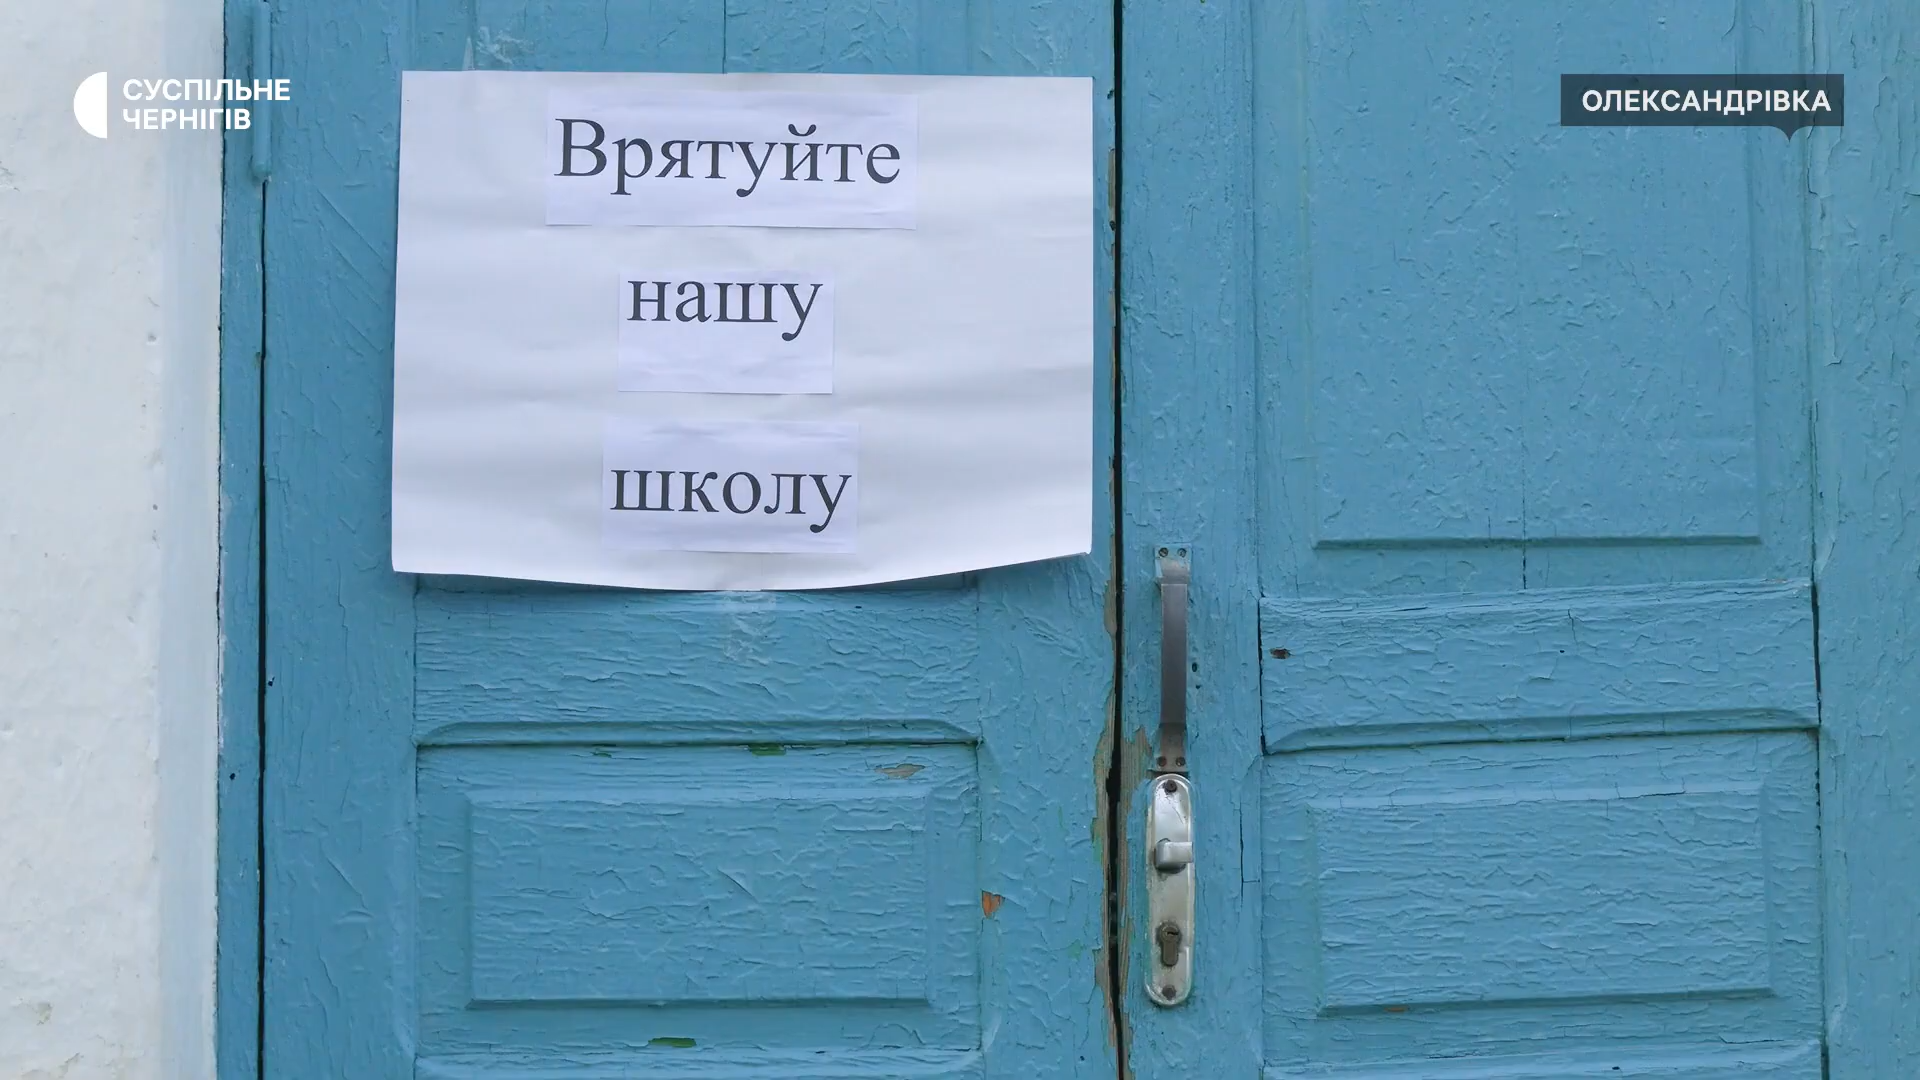 СУСПІЛЬНЕ
ЧЕРНІГІВ
ОЛЕКСАНДРІВКА
Врятуйте
нашу
школу